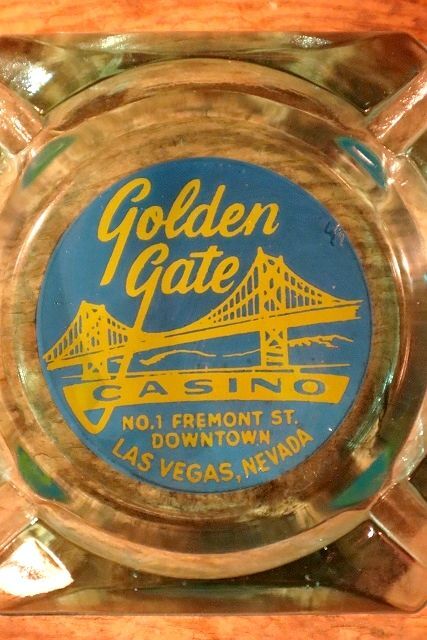 Golden
Gate
CASINO
NO.1 FREMONT ST.
DOWNTOWN
LAS VEGAS, NEVADA